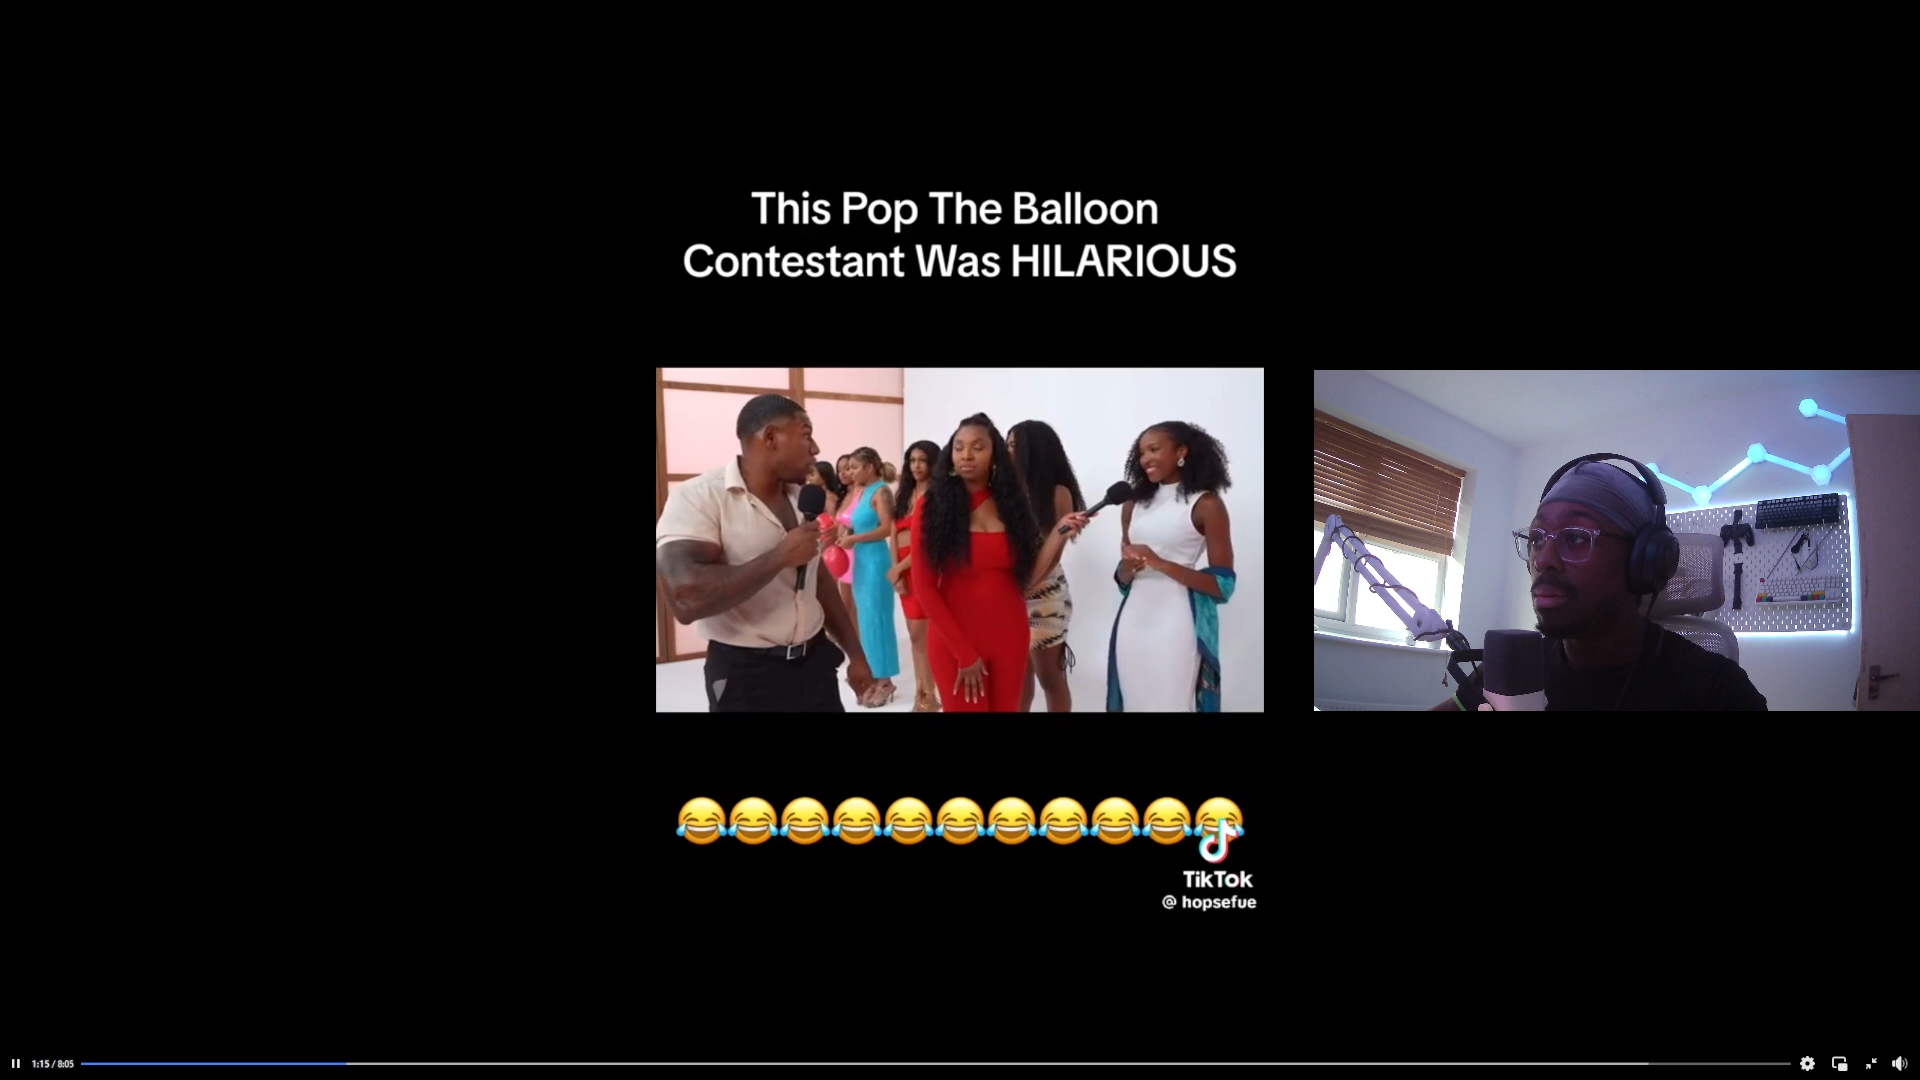 This Pop The Balloon
Contestant Was HILARIOUS
TikTok
@ hopsefue
1:15 / 8:05